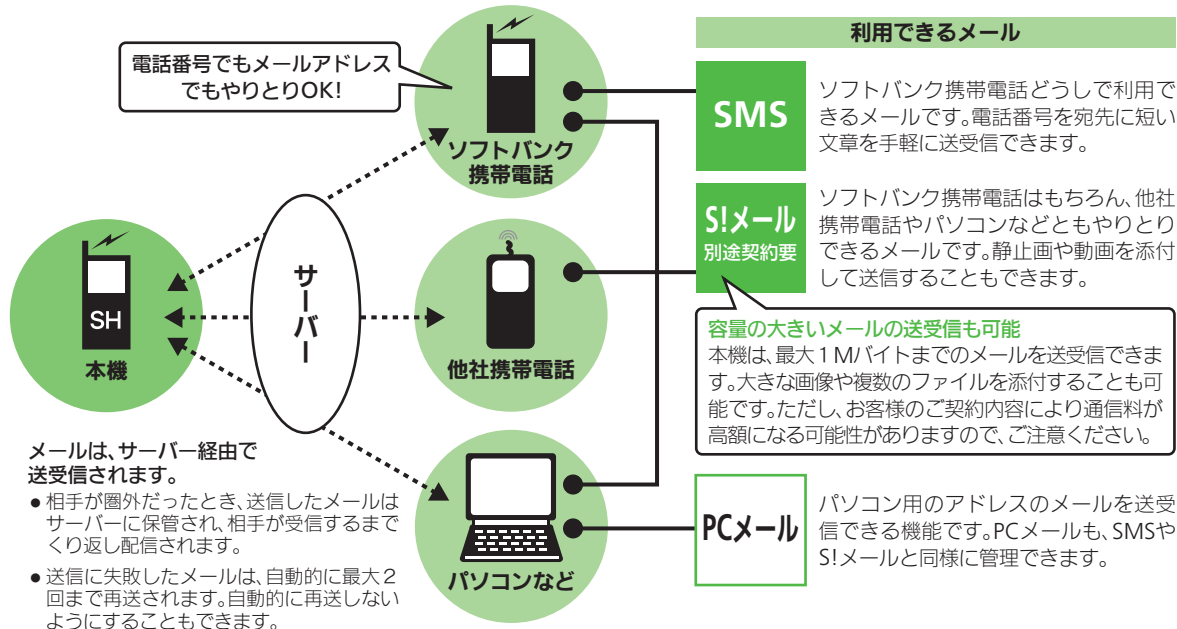 電話番号でもメールアドレス
でもやりとりOK!
ソフトバンク
携帯電話
SH
本機
サーバー
他社携帯電話
パソコンなど
メールは、サーバー経由で
送受信されます。
● 相手が圏外だったとき、送信したメールは
サーバーに保管され、相手が受信するまで
くり返し配信されます。
● 送信に失敗したメールは、自動的に最大2
回まで再送されます。自動的に再送しない
ようにすることもできます。
利用できるメール
SMS
ソフトバンク携帯電話どうしで利用で
きるメールです。電話番号を宛先に短い
文章を手軽に送受信できます。
S!メール
別途契約要
ソフトバンク携帯電話はもちろん、他社
携帯電話やパソコンなどともやりとり
できるメールです。静止画や動画を添付
して送信することもできます。
容量の大きいメールの送受信も可能
本機は、最大1Mバイトまでのメールを送受信できま
す。大きな画像や複数のファイルを添付することも可
能です。ただし、お客様のご契約内容により通信料が
高額になる可能性がありますので、ご注意ください。
PCメール
パソコン用のアドレスのメールを送受
信できる機能です。PCメールも、SMSや
S!メールと同様に管理できます。